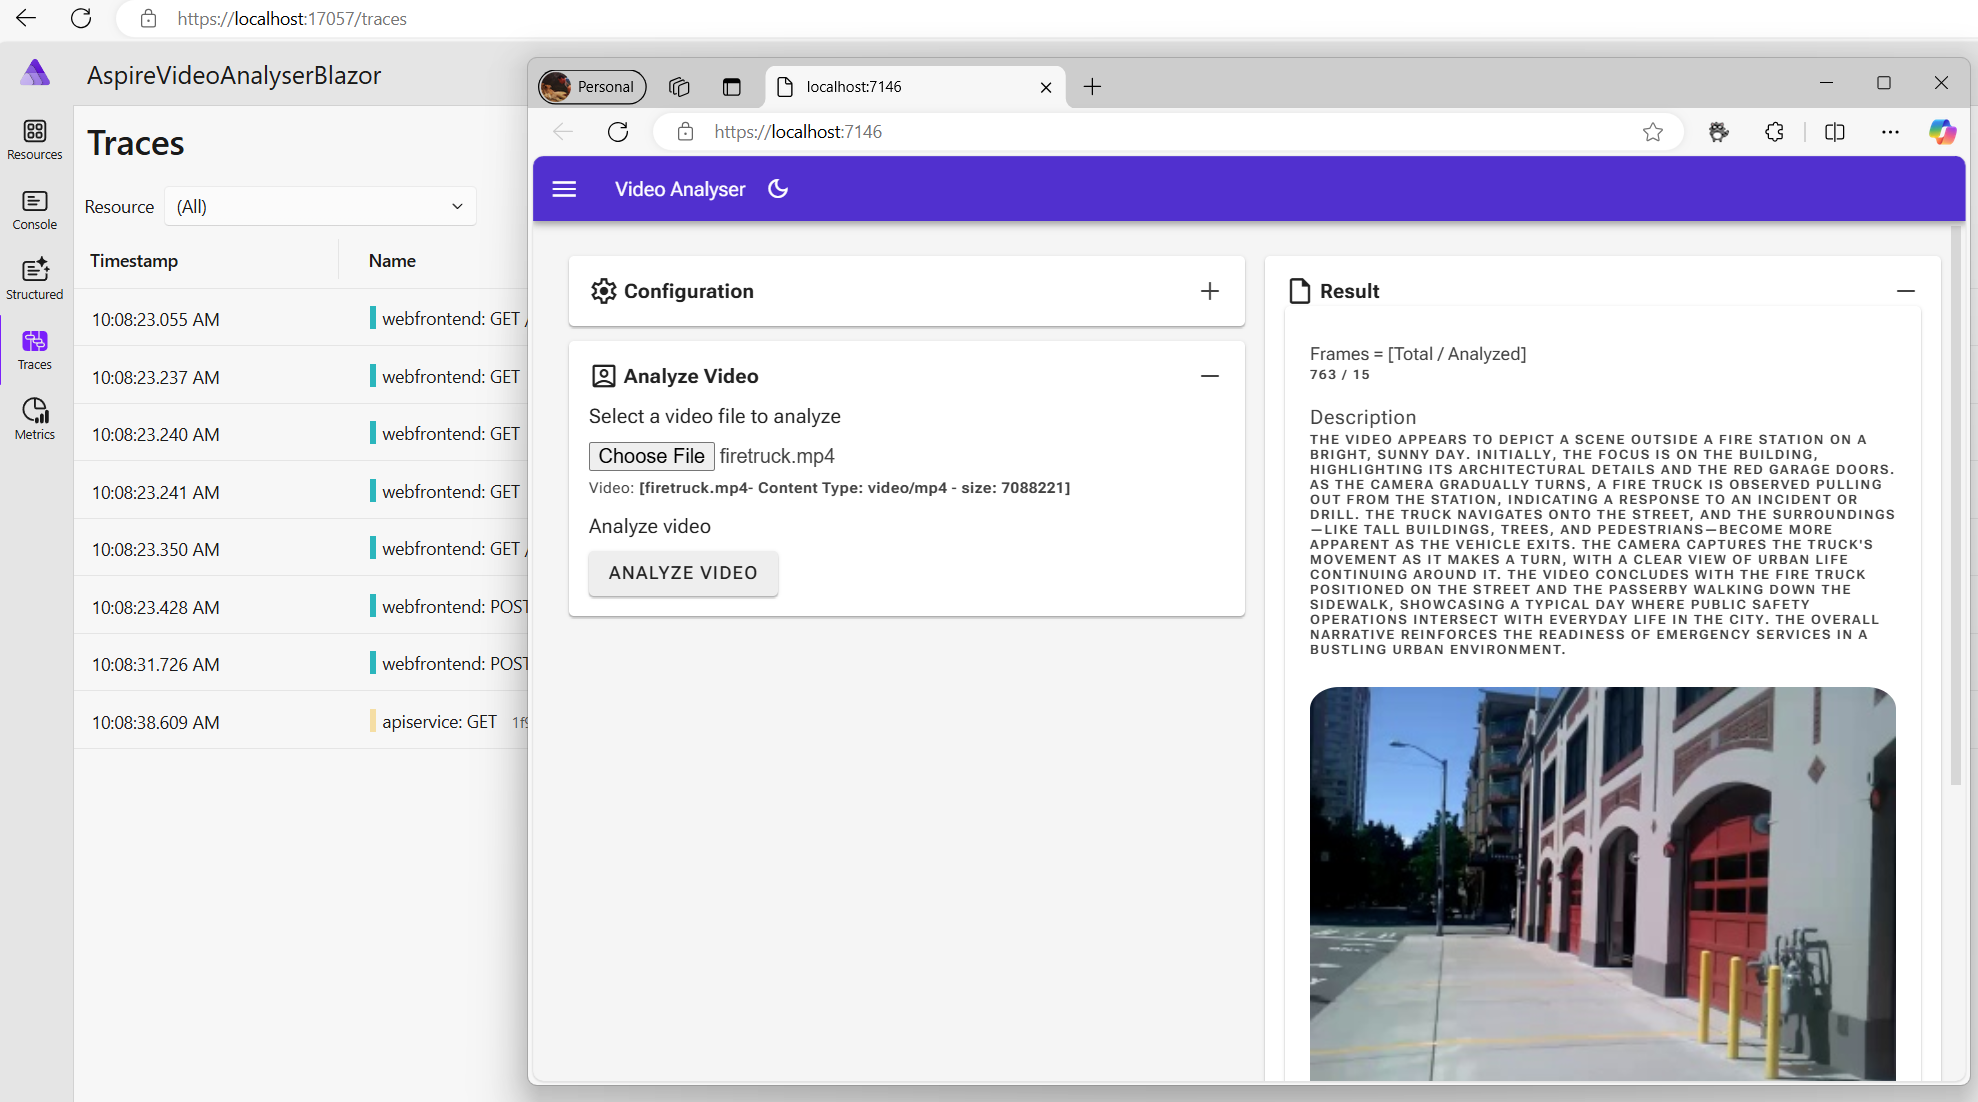 https://localhost:17057/traces
AspireVideoAnalyserBlazor
Resources
Console
Structured
Traces
Metrics
Traces
Resource (All)
Timestamp Name
10:08:23.055 AM webfrontend: GET /
10:08:23.237 AM webfrontend: GET
10:08:23.240 AM webfrontend: GET
10:08:23.241 AM webfrontend: GET
10:08:23.350 AM webfrontend: GET /
10:08:23.428 AM webfrontend: POST
10:08:31.726 AM webfrontend: POST
10:08:38.609 AM apiservice: GET 1f9
Personal
localhost:7146
https://localhost:7146
Video Analyser
Configuration
Analyze Video
Select a video file to analyze
Choose File firetruck.mp4
Video: [firetruck.mp4- Content Type: video/mp4 - size: 7088221]
Analyze video
ANALYZE VIDEO
Result
Frames = [Total / Analyzed]
763 / 15
Description
THE VIDEO APPEARS TO DEPICT A SCENE OUTSIDE A FIRE STATION ON A
BRIGHT, SUNNY DAY. INITIALLY, THE FOCUS IS ON THE BUILDING,
HIGHLIGHTING ITS ARCHITECTURAL DETAILS AND THE RED GARAGE DOORS.
AS THE CAMERA GRADUALLY TURNS, A FIRE TRUCK IS OBSERVED PULLING
OUT FROM THE STATION, INDICATING A RESPONSE TO AN INCIDENT OR
DRILL. THE TRUCK NAVIGATES ONTO THE STREET, AND THE SURROUNDINGS
—LIKE TALL BUILDINGS, TREES, AND PEDESTRIANS—BECOME MORE
APPARENT AS THE VEHICLE EXITS. THE CAMERA CAPTURES THE TRUCK'S
MOVEMENT AS IT MAKES A TURN, WITH A CLEAR VIEW OF URBAN LIFE
CONTINUING AROUND IT. THE VIDEO CONCLUDES WITH THE FIRE TRUCK
POSITIONED ON THE STREET AND THE PASSERBY WALKING DOWN THE
SIDEWALK, SHOWCASING A TYPICAL DAY WHERE PUBLIC SAFETY
OPERATIONS INTERSECT WITH EVERYDAY LIFE IN THE CITY. THE OVERALL
NARRATIVE REINFORCES THE READINESS OF EMERGENCY SERVICES IN A
BUSTLING URBAN ENVIRONMENT.